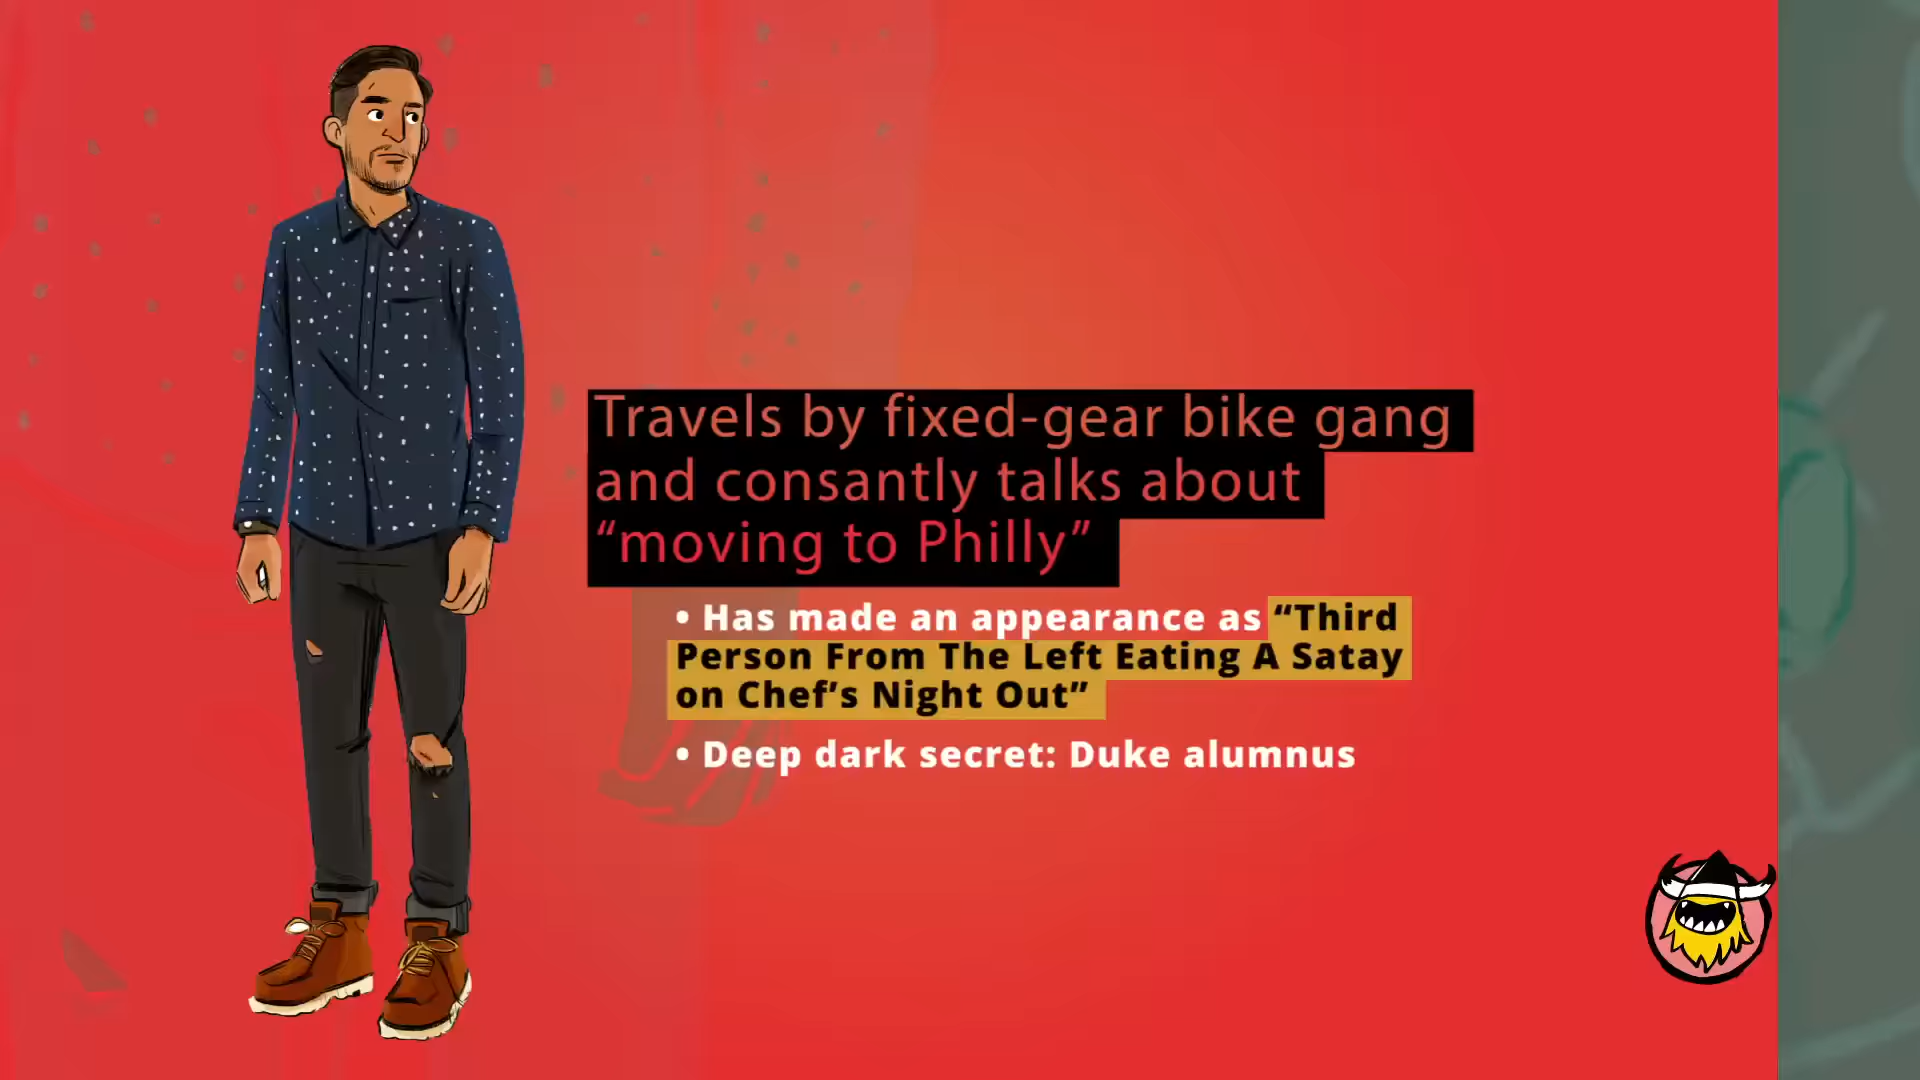 Travels by fixed-gear bike gang
and consantly talks about
“moving to Philly”
• Has made an appearance as “Third
Person From The Left Eating A Satay
on Chef’s Night Out”
• Deep dark secret: Duke alumnus